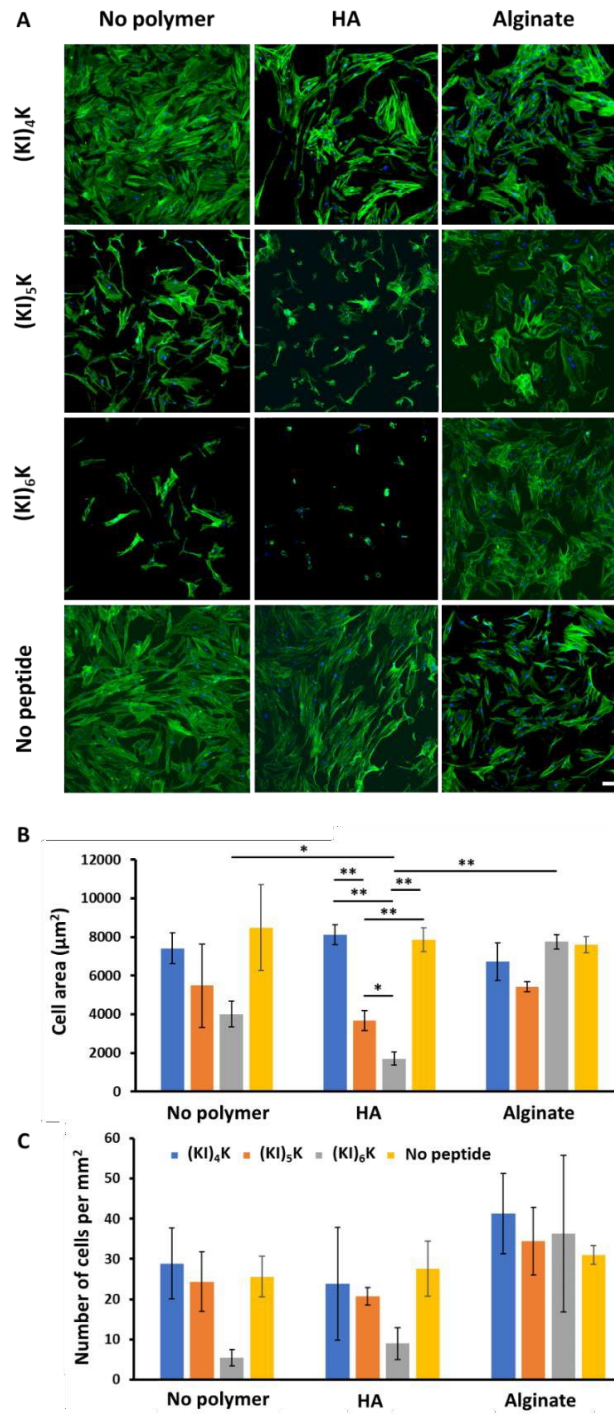 A
No polymer HA Alginate
(KI)₄K
(KI)₅K
(KI)₆K
No peptide
B
* ** ** ** ** ** *
Cell area (µm²)
12000
10000
8000
6000
4000
2000
0
No polymer HA Alginate
C
(KI)₄K (KI)₅K (KI)₆K No peptide
Number of cells per mm²
60
50
40
30
20
10
0
No polymer HA Alginate